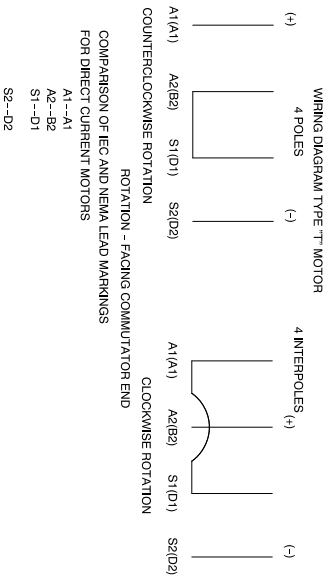 WIRING DIAGRAM TYPE "T" MOTOR
4 POLES
4 INTERPOLES
(+)
(-)
(+)
(-)
A1(A1)
A2(B2)
S1(D1)
S2(D2)
A1(A1)
A2(B2)
S1(D1)
S2(D2)
COUNTERCLOCKWISE ROTATION
CLOCKWISE ROTATION
ROTATION - FACING COMMUTATOR END
COMPARISON OF IEC AND NEMA LEAD MARKINGS
FOR DIRECT CURRENT MOTORS
A1--A1
A2--B2
S1--D1
S2--D2